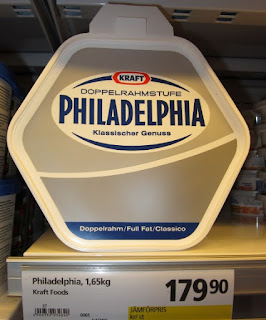 KRAFT
DOPPELRAHMSTUFE
PHILADELPHIA
Klassischer Genuss
Doppelrahm/Full Fat/Classico
Philadelphia, 1,65kg
Kraft Foods
179 90
JÄMFÖRPRIS